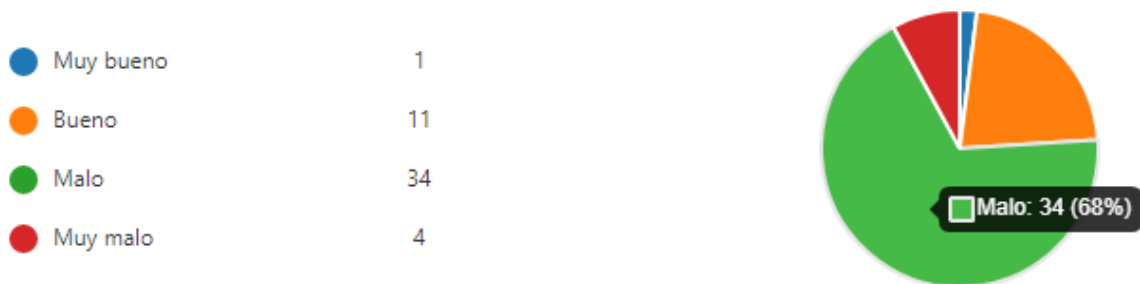 Muy bueno 1
Bueno 11
Malo 34
Muy malo 4
Malo: 34 (68%)